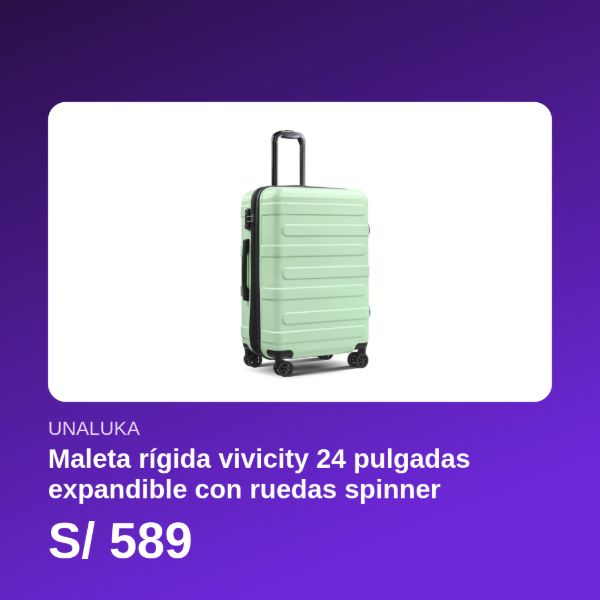 UNALUKA
Maleta rígida vivicity 24 pulgadas
expandible con ruedas spinner
S/ 589